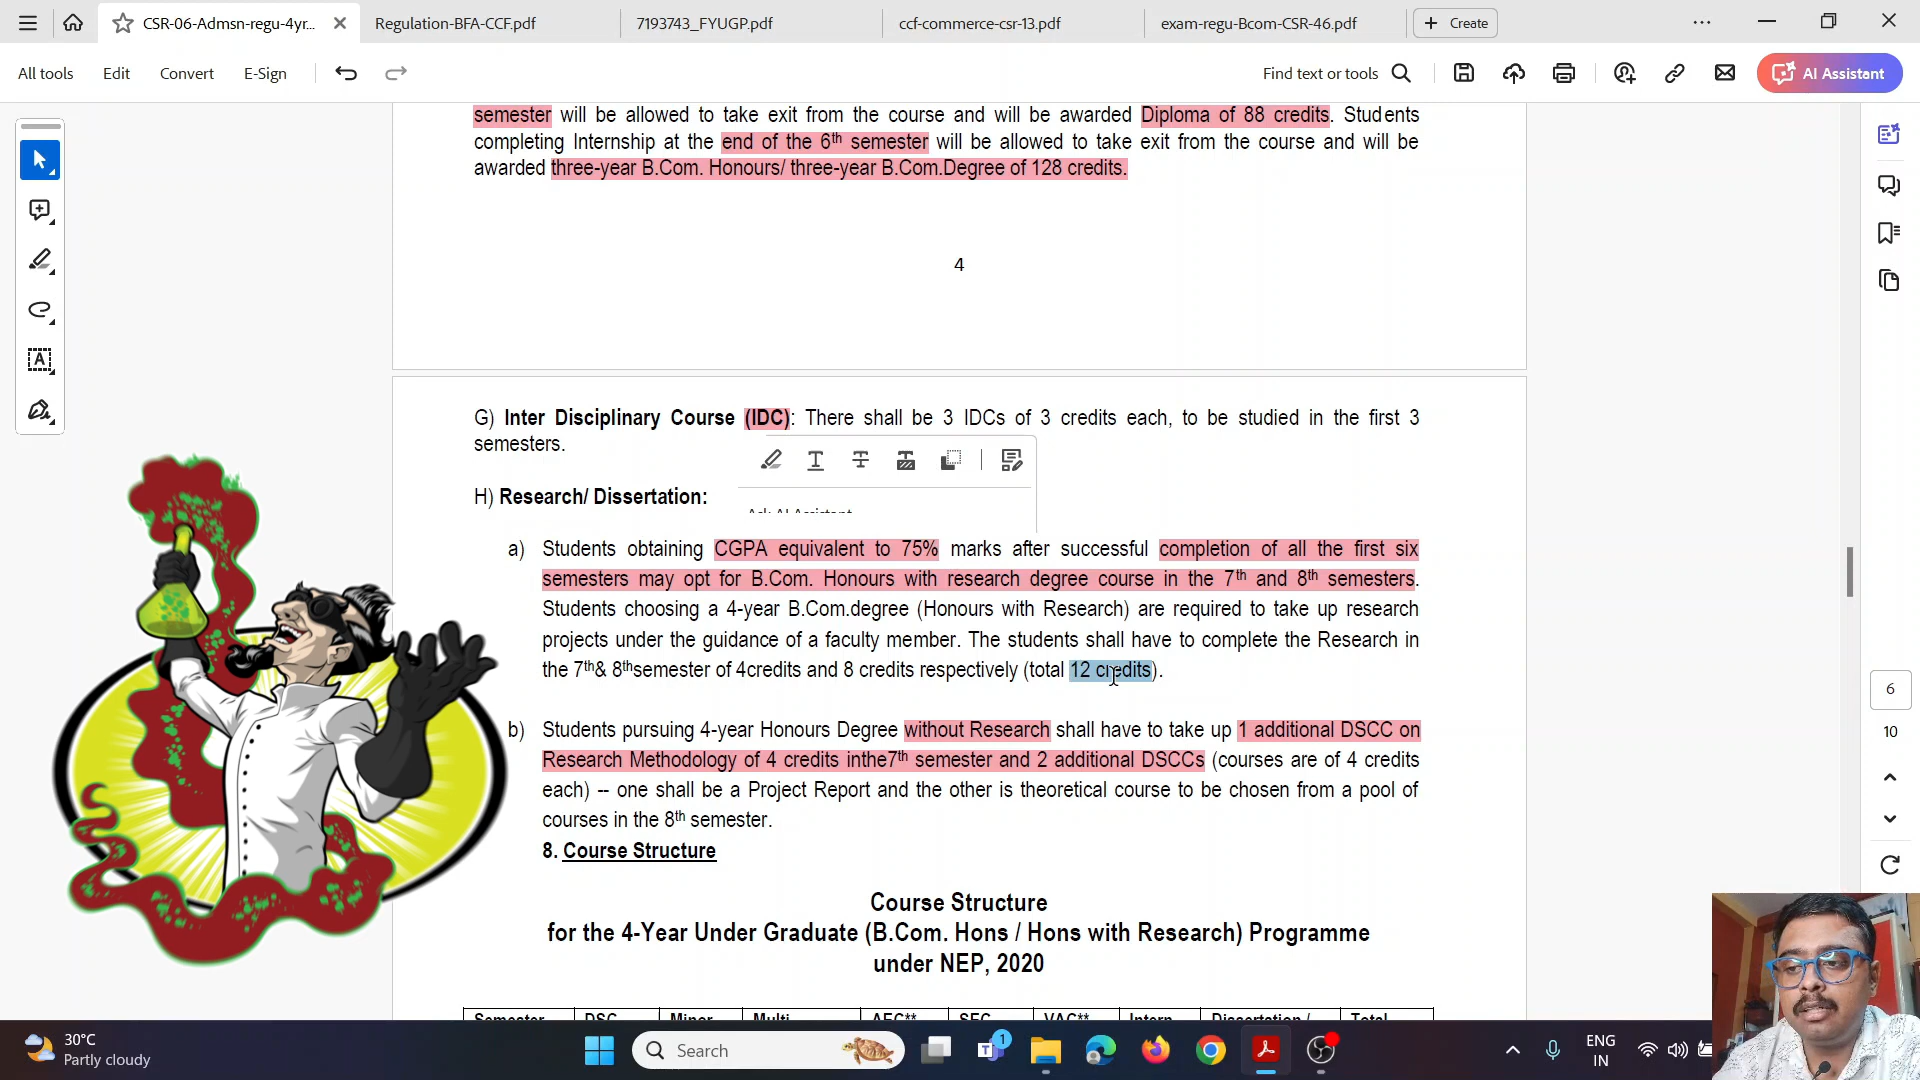 CSR-06-Admsn-regu-4yr...
Regulation-BFA-CCF.pdf
7193743_FYUGP.pdf
ccf-commerce-csr-13.pdf
exam-regu-Bcom-CSR-46.pdf
Create
All tools
Edit
Convert
E-Sign
Find text or tools
AI Assistant
semester will be allowed to take exit from the course and will be awarded Diploma of 88 credits. Students
completing Internship at the end of the 6th semester will be allowed to take exit from the course and will be
awarded three-year B.Com. Honours/ three-year B.Com.Degree of 128 credits.
4
G) Inter Disciplinary Course (IDC): There shall be 3 IDCs of 3 credits each, to be studied in the first 3
semesters.
H) Research/ Dissertation:
Ask AI Assistant
a) Students obtaining CGPA equivalent to 75% marks after successful completion of all the first six
semesters may opt for B.Com. Honours with research degree course in the 7th and 8th semesters.
Students choosing a 4-year B.Com.degree (Honours with Research) are required to take up research
projects under the guidance of a faculty member. The students shall have to complete the Research in
the 7th& 8thsemester of 4credits and 8 credits respectively (total 12 credits).
b) Students pursuing 4-year Honours Degree without Research shall have to take up 1 additional DSCC on
Research Methodology of 4 credits inthe7th semester and 2 additional DSCCs (courses are of 4 credits
each) -- one shall be a Project Report and the other is theoretical course to be chosen from a pool of
courses in the 8th semester.
8. Course Structure
Course Structure
for the 4-Year Under Graduate (B.Com. Hons / Hons with Research) Programme
under NEP, 2020
Semester DSC Minor Multi AEC** SEC VAC** Intern Dissertation / Total
6
10
30°C
Partly cloudy
Search
1
ENG
IN